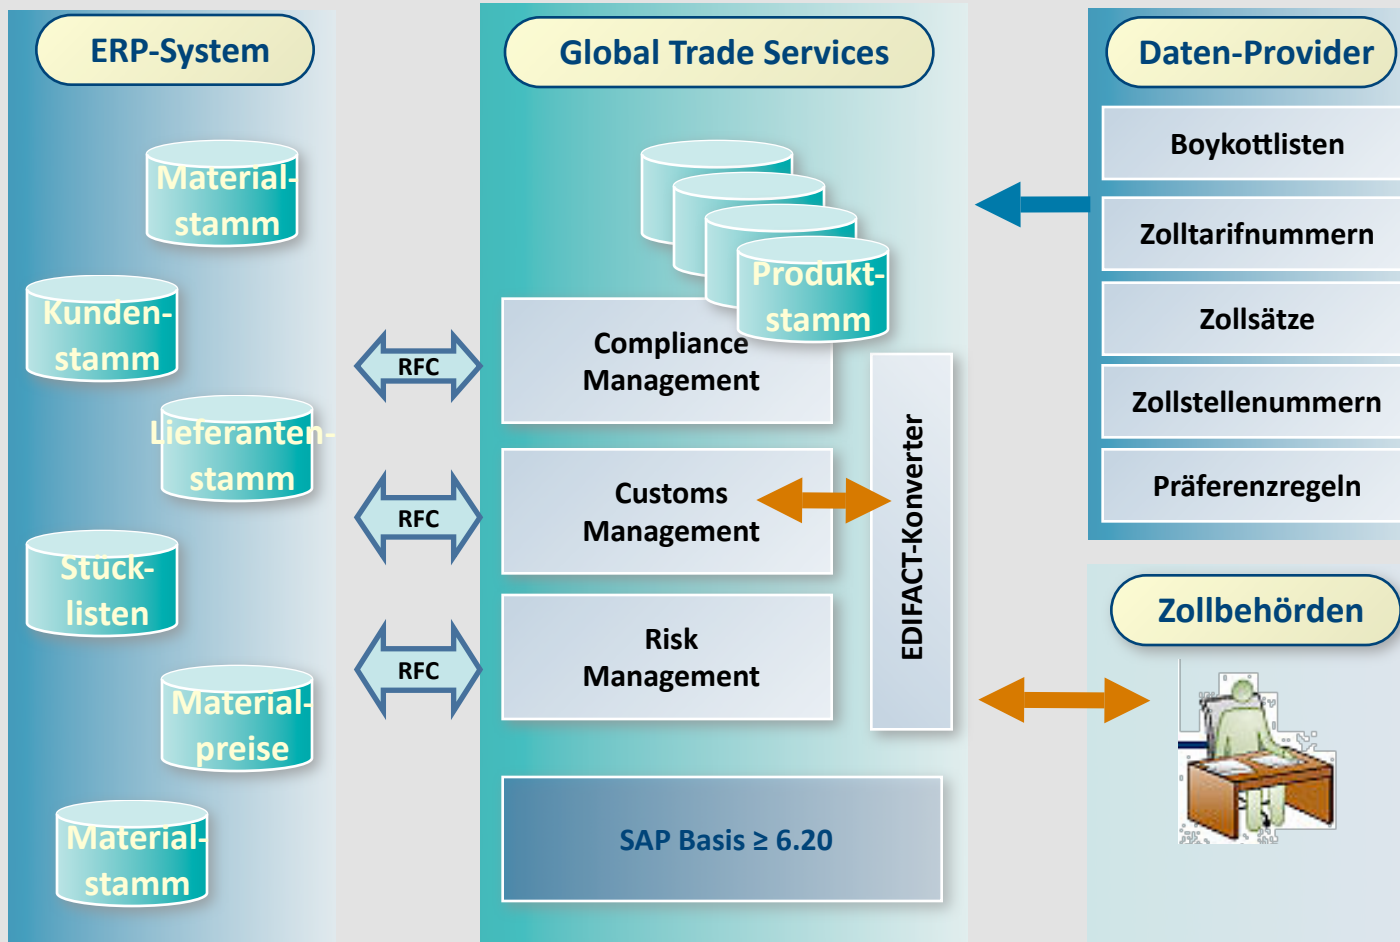 ERP-System
Material-
stamm
Kunden-
stamm
Lieferanten-
stamm
Stück-
listen
Material-
preise
Material-
stamm
RFC
RFC
RFC
Global Trade Services
Produkt-
stamm
Compliance
Management
Customs
Management
Risk
Management
EDIFACT-Konverter
SAP Basis ≥ 6.20
Daten-Provider
Boykottlisten
Zolltarifnummern
Zollsätze
Zollstellenummern
Präferenzregeln
Zollbehörden